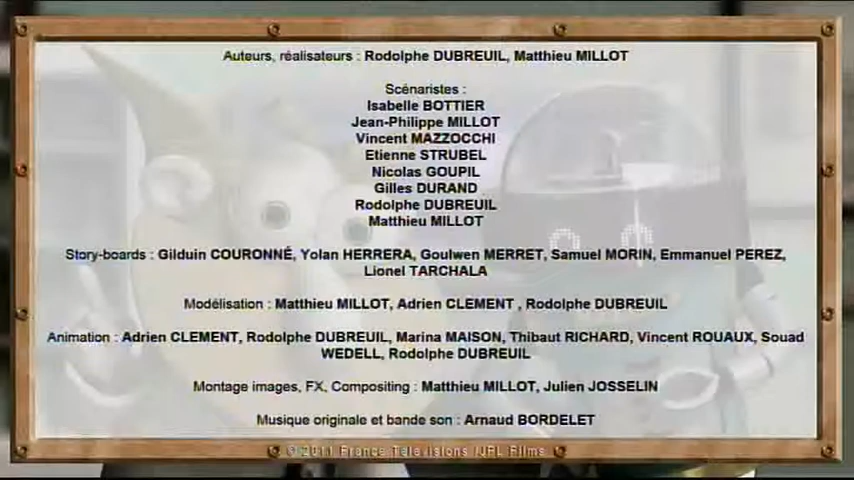 Auteurs, réalisateurs : Rodolphe DUBREUIL, Matthieu MILLOT
Scénaristes :
Isabelle BOTTIER
Jean-Philippe MILLOT
Vincent MAZZOCCHI
Etienne STRUBEL
Nicolas GOUPIL
Gilles DURAND
Rodolphe DUBREUIL
Matthieu MILLOT
Story-boards : Gilduin COURONNÉ, Yolan HERRERA, Goulwen MERRET, Samuel MORIN, Emmanuel PEREZ,
Lionel TARCHALA
Modélisation : Matthieu MILLOT, Adrien CLEMENT , Rodolphe DUBREUIL
Animation : Adrien CLEMENT, Rodolphe DUBREUIL, Marina MAISON, Thibaut RICHARD, Vincent ROUAUX, Souad
WEDELL, Rodolphe DUBREUIL
Montage images, FX, Compositing : Matthieu MILLOT, Julien JOSSELIN
Musique originale et bande son : Arnaud BORDELET
© 2011 France Télévisions IJPL Films